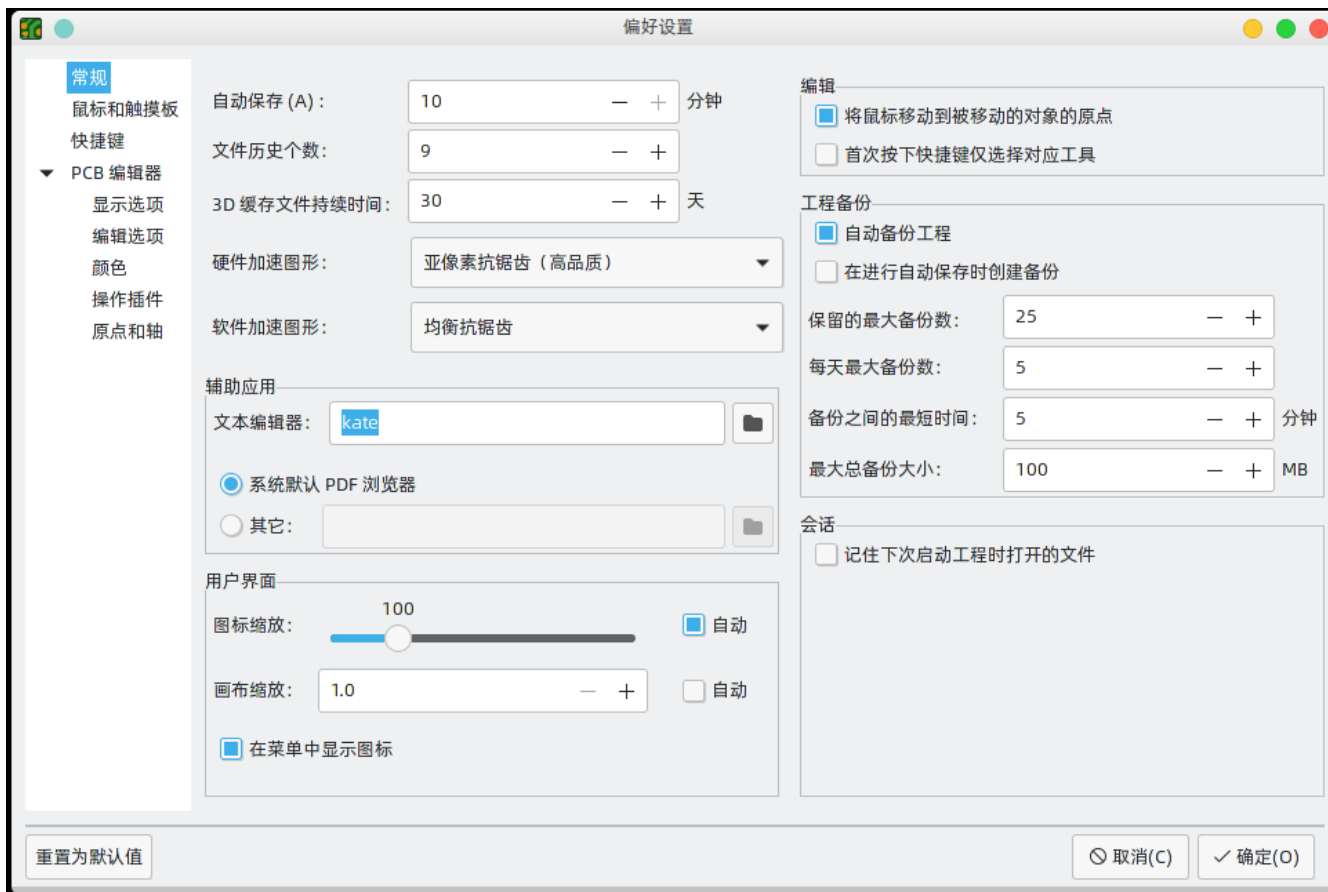 偏好设置
常规
鼠标和触摸板
快捷键
PCB 编辑器
显示选项
编辑选项
颜色
操作插件
原点和轴
自动保存 (A) : 10 分钟
文件历史个数: 9
3D 缓存文件持续时间: 30 天
硬件加速图形: 亚像素抗锯齿（高品质）
软件加速图形: 均衡抗锯齿
辅助应用
文本编辑器: kate
系统默认 PDF 浏览器
其它:
用户界面
100
图标缩放: 自动
画布缩放: 1.0 自动
在菜单中显示图标
编辑
将鼠标移动到被移动的对象的原点
首次按下快捷键仅选择对应工具
工程备份
自动备份工程
在进行自动保存时创建备份
保留的最大备份数: 25
每天最大备份数: 5
备份之间的最短时间: 5 分钟
最大总备份大小: 100 MB
会话
记住下次启动工程时打开的文件
重置为默认值
取消(C)
确定(O)